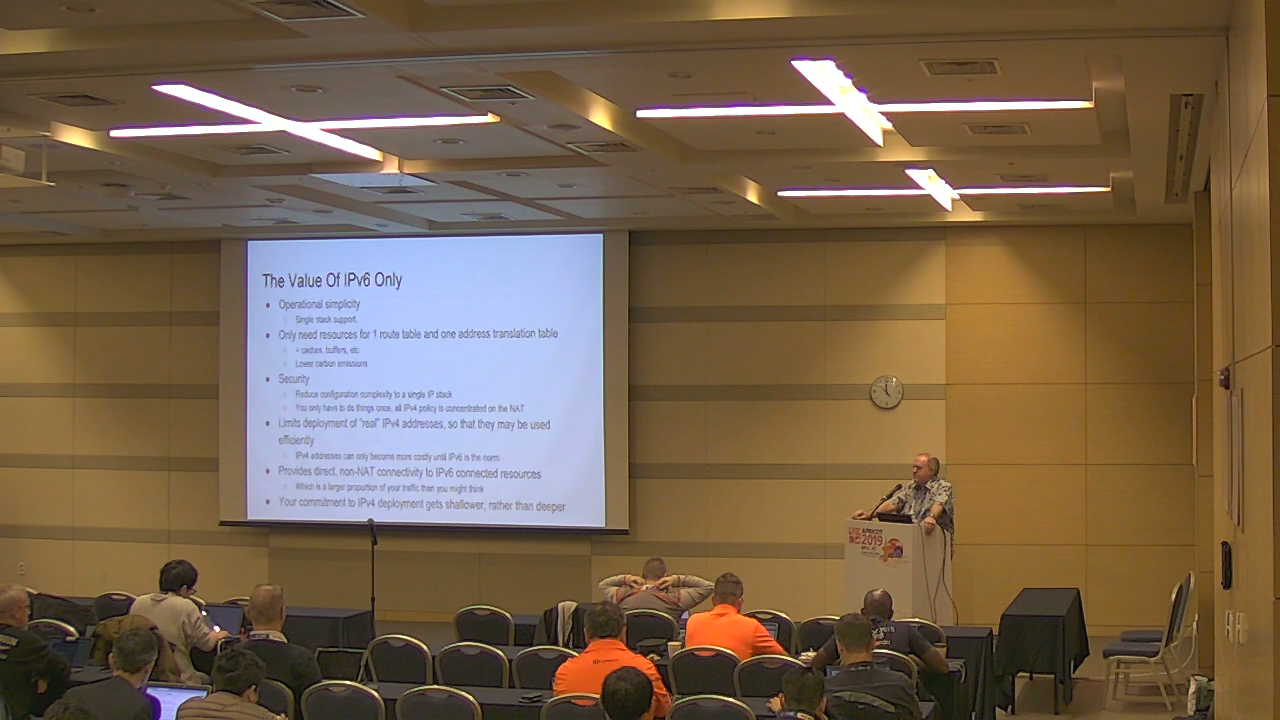 The Value Of IPv6 Only
Operational simplicity
Single stack support,
Only need resources for 1 route table and one address translation table
+ caches, buffers, etc
Lower carbon emissions
Security
Reduce configuration complexity to a single IP stack
You only have to do things once, all IPv4 policy is concentrated on the NAT
Limits deployment of "real" IPv4 addresses, so that they may be used
efficiently
IPv4 addresses can only become more costly until IPv6 is the norm
Provides direct, non-NAT connectivity to IPv6 connected resources
Which is a larger proportion of your traffic than you might think
Your commitment to IPv4 deployment gets shallower, rather than deeper
APRICOT
2019